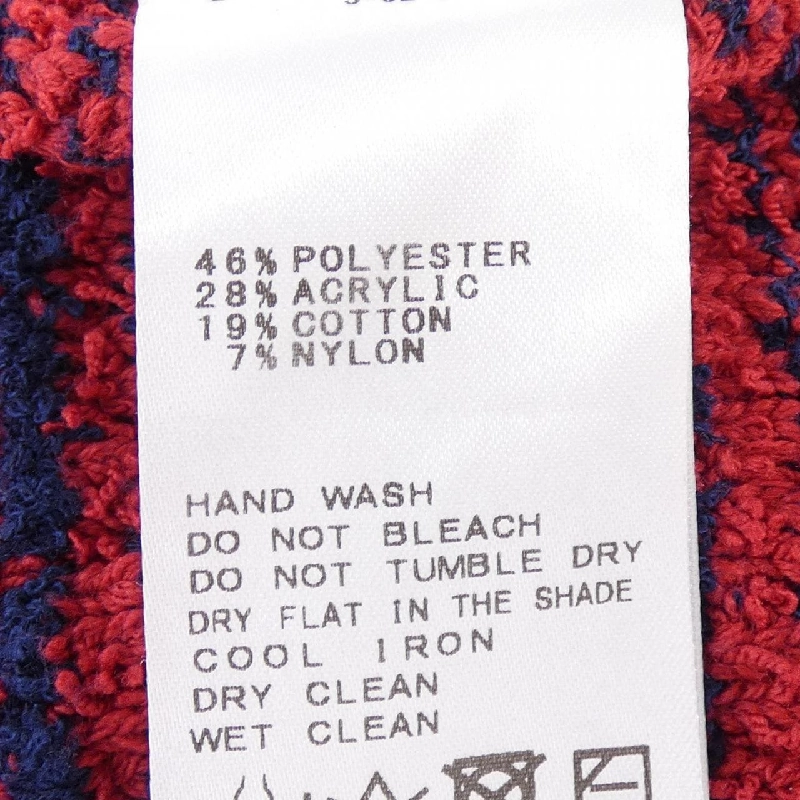 46% POLYESTER
28% ACRYLIC
19% COTTON
7% NYLON
HAND WASH
DO NOT BLEACH
DO NOT TUMBLE DRY
DRY FLAT IN THE SHADE
COOL IRON
DRY CLEAN
WET CLEAN